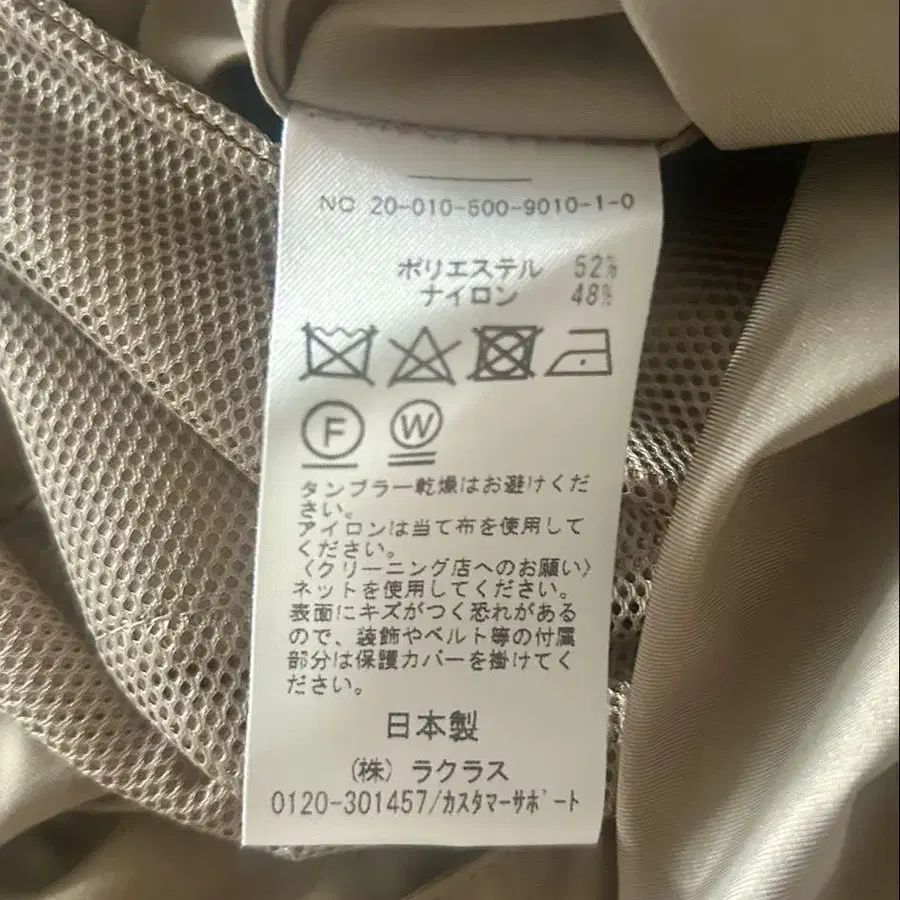 NO 20-010-500-9010-1-0
ポリエステル 52%
ナイロン 48%
F W
タンブラー乾燥はお避けくだ
さい。
アイロンは当て布を使用して
ください。
〈クリーニング店へのお願い〉
ネットを使用してください。
表面にキズがつく恐れがある
ので、装飾やベルト等の付属
部分は保護カバーを掛けてく
ださい。
日本製
(株) ラクラス
0120-301457/カスタマーサポート